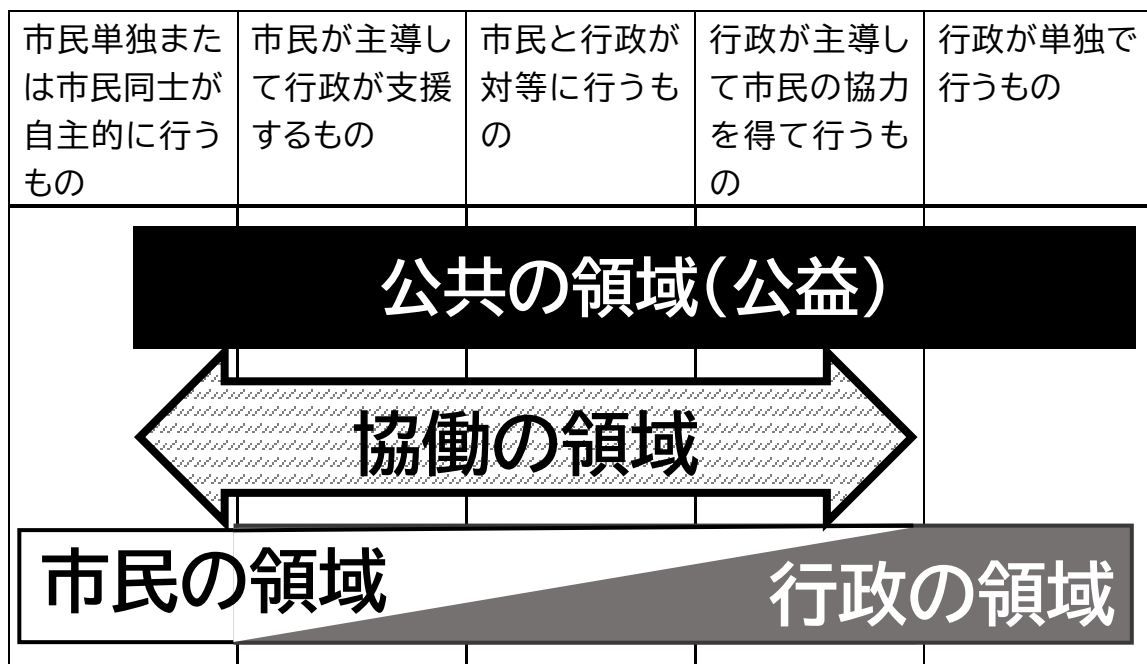 市民単独また
は市民同士が
自主的に行う
もの
市民が主導し
て行政が支援
するもの
市民と行政が
対等に行うも
の
行政が主導し
て市民の協力
を得て行うも
の
行政が単独で
行うもの
公共の領域(公益)
協働の領域
市民の領域
行政の領域